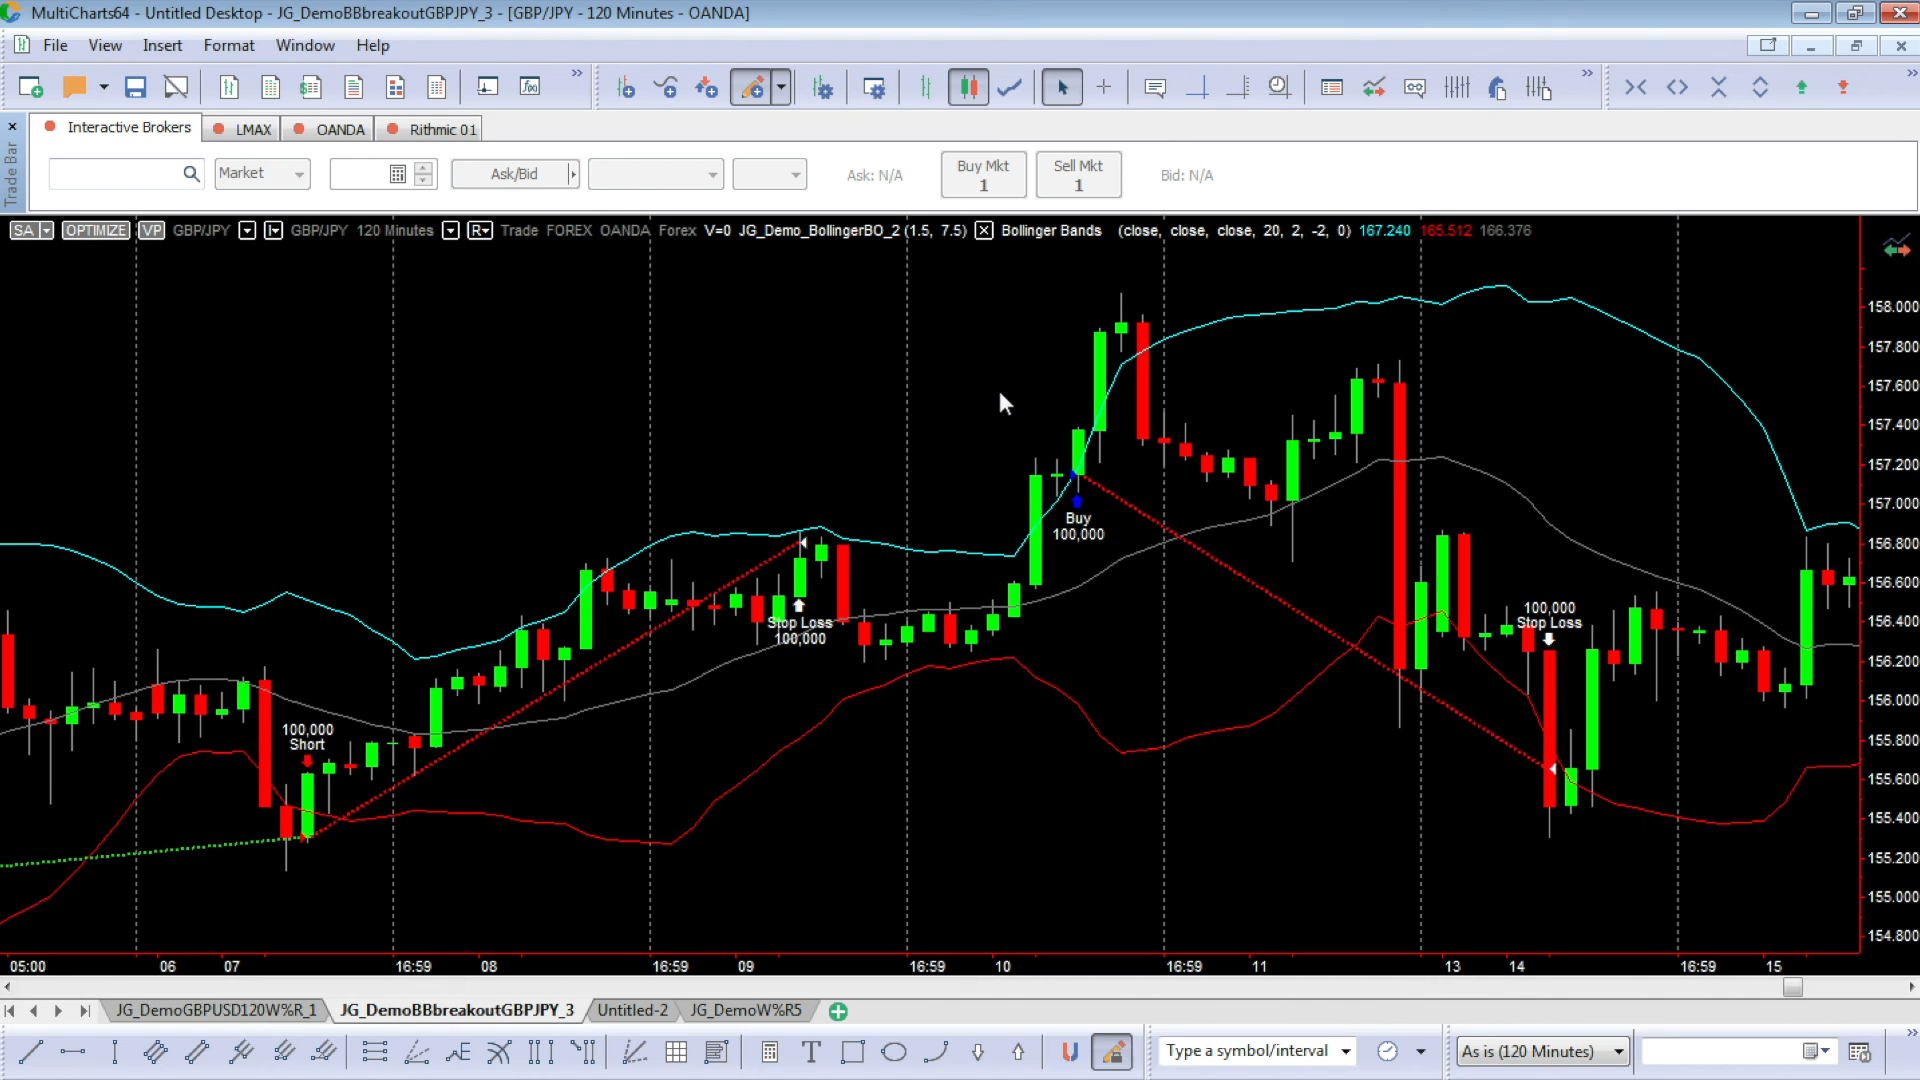 MultiCharts64 - Untitled Desktop - JG_DemoBBbreakoutGBPJPY_3 - [GBP/JPY - 120 Minutes - OANDA]
File View Insert Format Window Help
Interactive Brokers LMAX OANDA Rithmic 01
Trade Bar
Market Ask/Bid Ask: N/A Buy Mkt 1 Sell Mkt 1 Bid: N/A
SA OPTIMIZE VP GBP/JPY I GBP/JPY 120 Minutes R Trade FOREX OANDA Forex V=0 JG_Demo_BollingerBO_2 (1.5, 7.5) Bollinger Bands (close, close, close, 20, 2, -2, 0) 167.240 165.512 166.376
158.000
157.800
157.600
157.400
157.200
157.000
156.800
156.600
156.400
156.200
156.000
155.800
155.600
155.400
155.200
155.000
154.800
100,000
Short
Stop Loss
100,000
Buy
100,000
100,000
Stop Loss
05:00 06 07 16:59 08 16:59 09 16:59 10 16:59 11 13 14 16:59 15
JG_DemoGBPUSD120W%R_1 JG_DemoBBbreakoutGBPJPY_3 Untitled-2 JG_DemoW%R5
T Type a symbol/interval As is (120 Minutes)